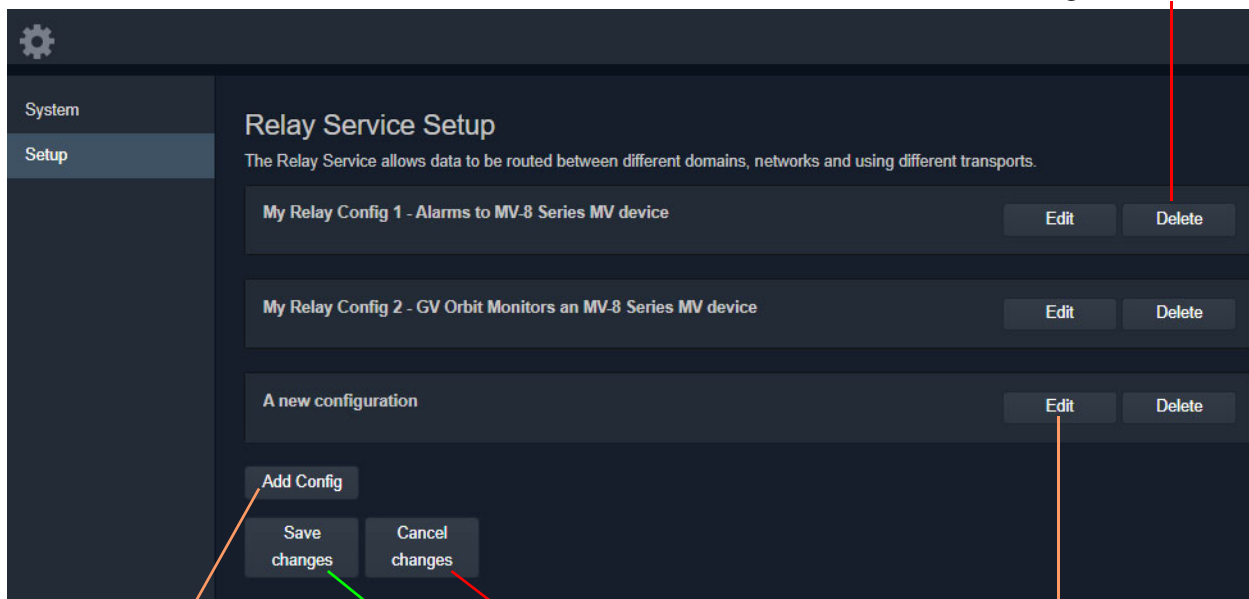 System
Setup
Relay Service Setup
The Relay Service allows data to be routed between different domains, networks and using different transports.
My Relay Config 1 - Alarms to MV-8 Series MV device
Edit
Delete
My Relay Config 2 - GV Orbit Monitors an MV-8 Series MV device
Edit
Delete
A new configuration
Edit
Delete
Add Config
Save
changes
Cancel
changes